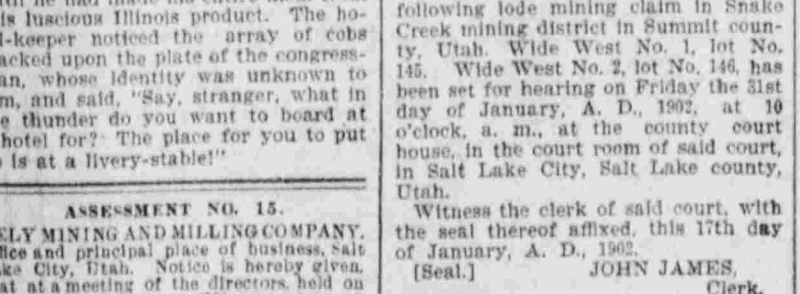 is luscious Illinois product. The ho-
l-keeper noticed the array of cobs
acked upon the plate of the congress-
an, whose identity was unknown to
m, and said, "Say, stranger, what in
e thunder do you want to board at
hotel for? The place for you to put
is at a livery-stable!"
ASSESSMENT NO. 15.
ELY MINING AND MILLING COMPANY.
fice and principal place of business, Salt
ke City, Utah. Notice is hereby given,
at at a meeting of the directors, held on
following lode mining claim in Snake
Creek mining district in Summit coun-
ty, Utah. Wide West No. 1, lot No.
145. Wide West No. 2, lot No. 146, has
been set for hearing on Friday the 31st
day of January, A. D., 1902, at 10
o'clock, a. m., at the county court
house, in the court room of said court,
in Salt Lake City, Salt Lake county,
Utah.
Witness the clerk of said court, with
the seal thereof affixed, this 17th day
of January, A. D., 1902.
[Seal.] JOHN JAMES,
Clerk.